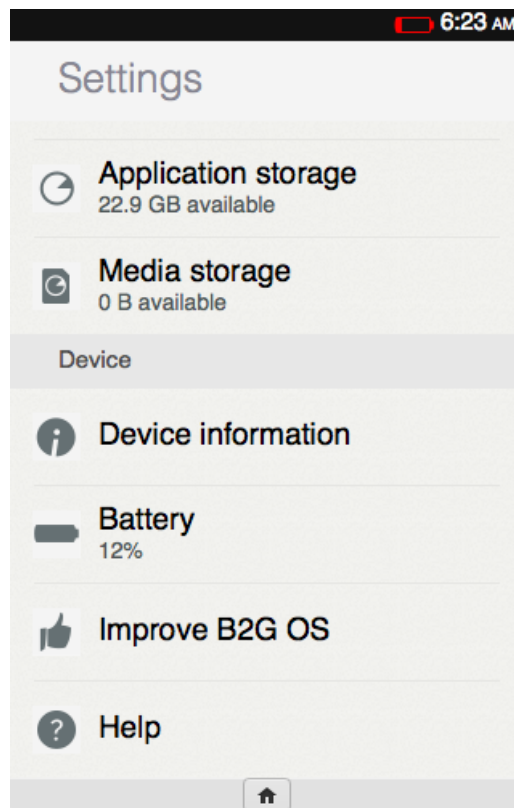 6:23 AM
Settings
Application storage
22.9 GB available
Media storage
0 B available
Device
Device information
Battery
12%
Improve B2G OS
Help